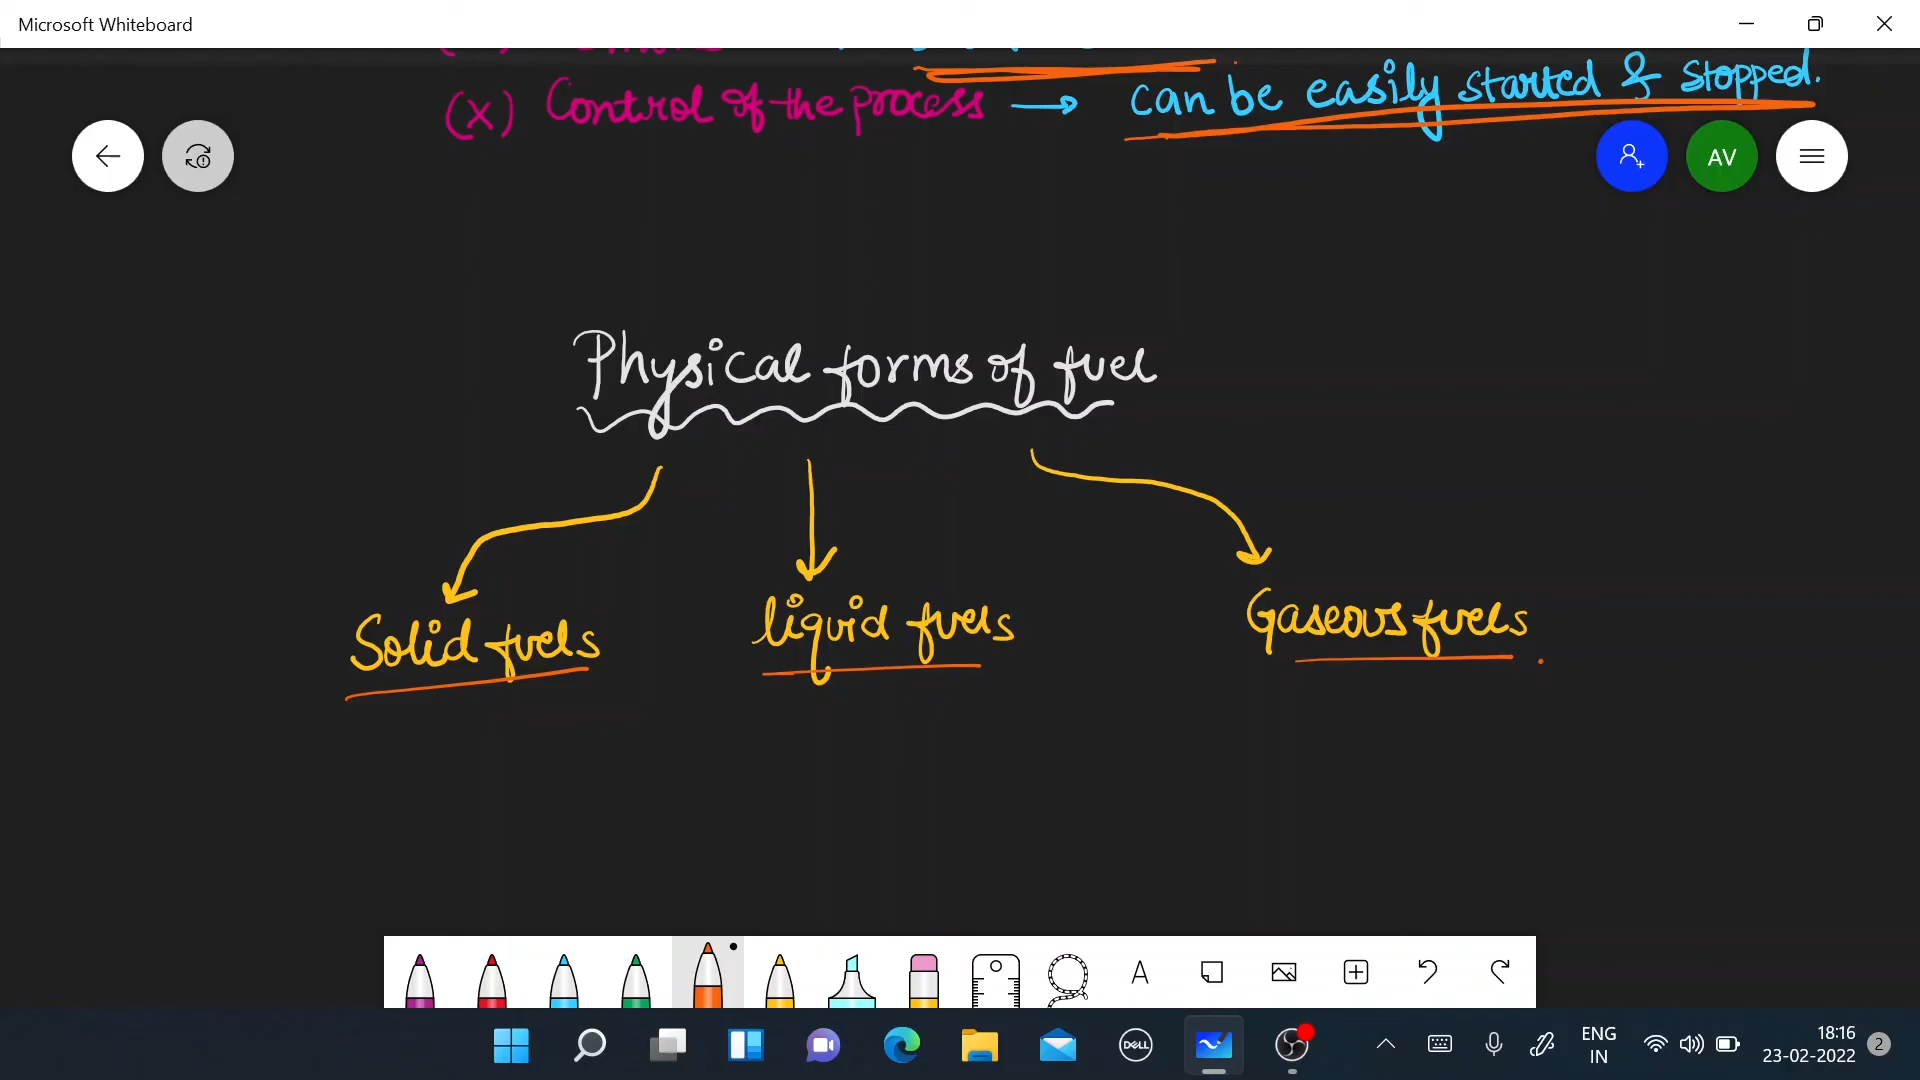 Microsoft Whiteboard
(x) Control of the process → can be easily started & stopped.
AV
Physical forms of fuel
Solid fuels
liquid fuels
Gaseous fuels
A
DELL
ENG
IN
18:16
23-02-2022
2